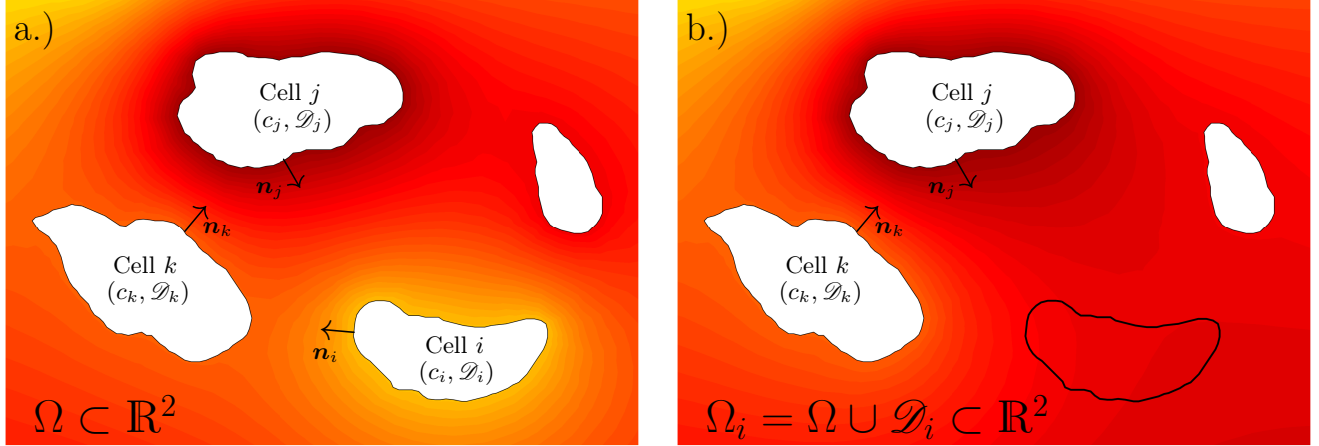 a.)
Cell j
(c_j, 𝒟_j)
n_j
n_k
Cell k
(c_k, 𝒟_k)
Cell i
(c_i, 𝒟_i)
n_i
Ω ⊂ ℝ²
b.)
Cell j
(c_j, 𝒟_j)
n_j
n_k
Cell k
(c_k, 𝒟_k)
Ω_i = Ω ∪ 𝒟_i ⊂ ℝ²